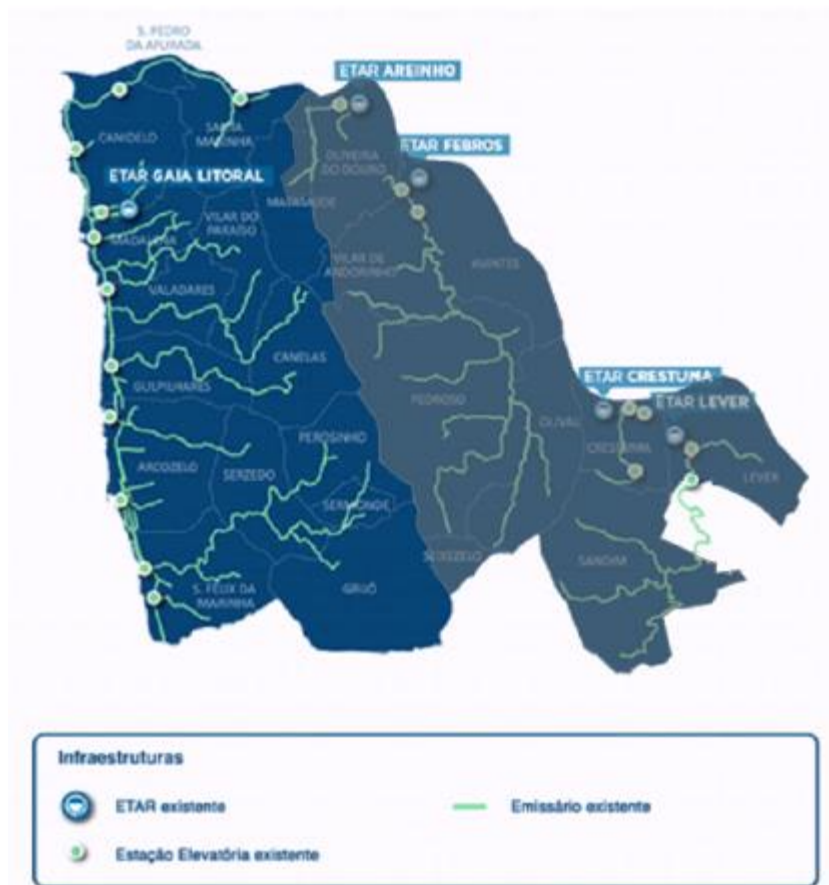 S. PEDRO
DA AFURADA
ETAR AREINHO
CANIDELO
SANTA
MARINHA
OLIVEIRA
DO DOURO
ETAR FEBROS
ETAR GAIA LITORAL
MAFAMUDE
VILAR DO
PARAÍSO
MADALENA
VILAR DE
ANDORINHO
AVINTES
VALADARES
CANELAS
GULPILHARES
PEDROSO
ETAR CRESTUMA
ETAR LEVER
OLIVAL
CRESTUMA
LEVER
PEROSINHO
ARCOZELO
SERZEDO
SERMONDE
SEIXEZELO
SANDIM
S. FÉLIX DA
MARINHA
GRIJÓ
Infraestruturas
ETAR existente
Emissário existente
Estação Elevatória existente